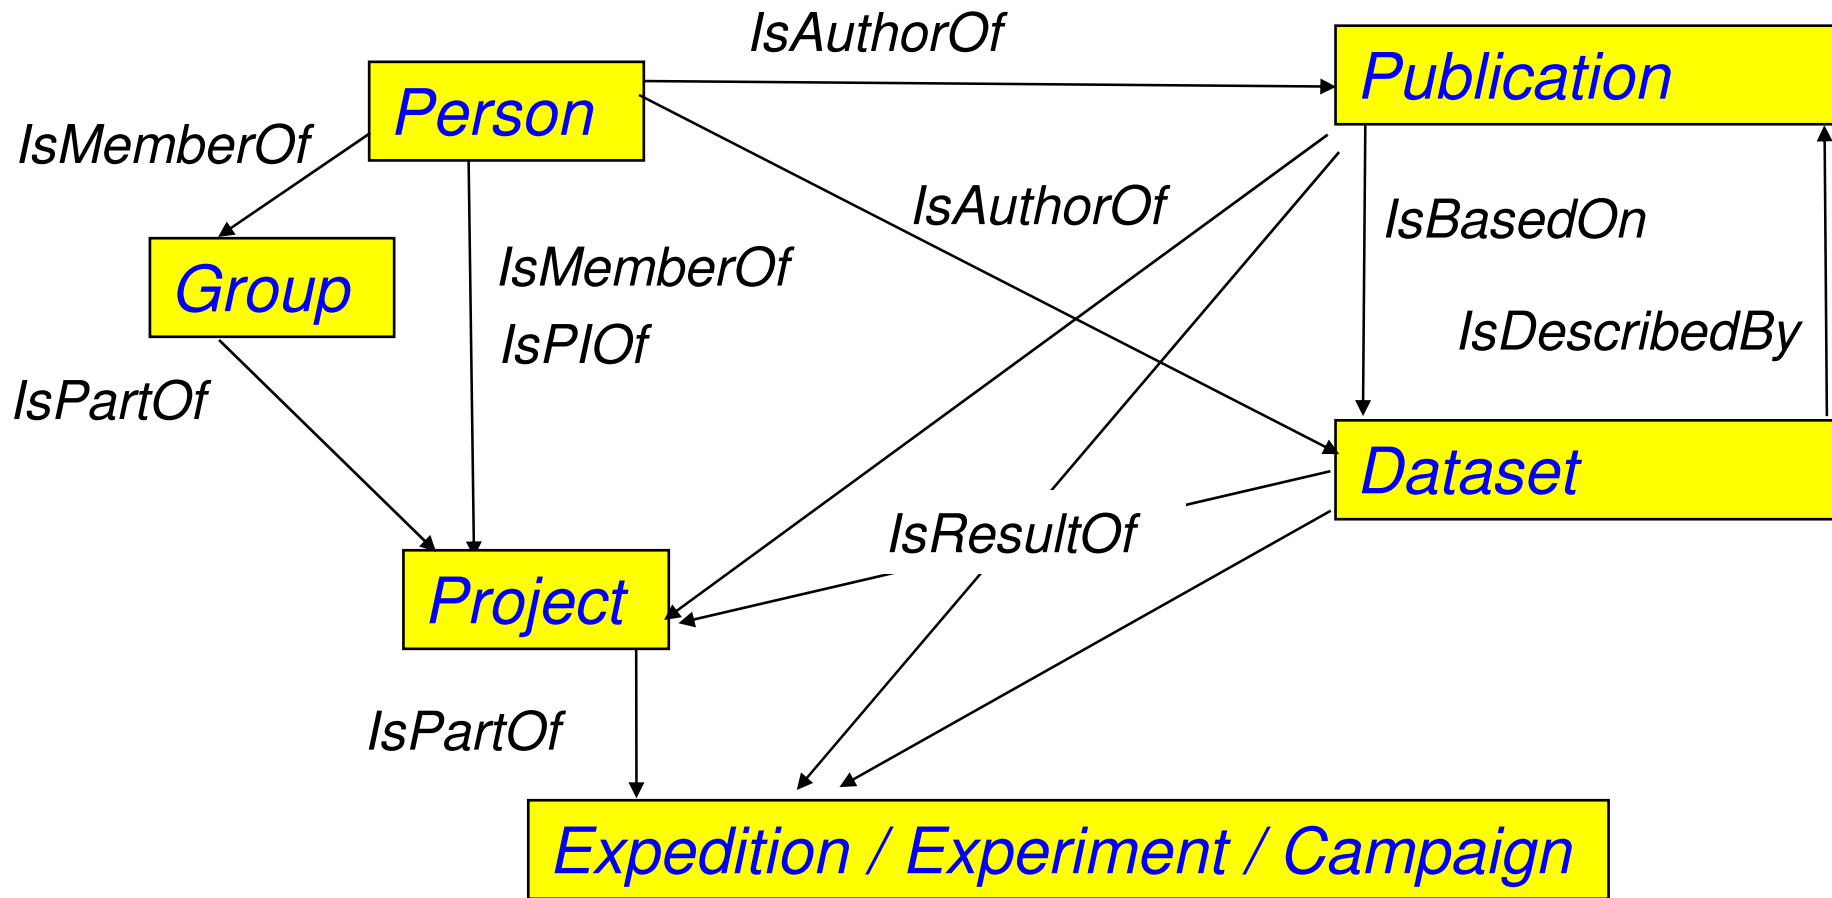 IsAuthorOf
Person
Publication
IsMemberOf
IsAuthorOf
IsBasedOn
Group
IsMemberOf
IsPIOf
IsDescribedBy
IsPartOf
Dataset
IsResultOf
Project
IsPartOf
Expedition / Experiment / Campaign